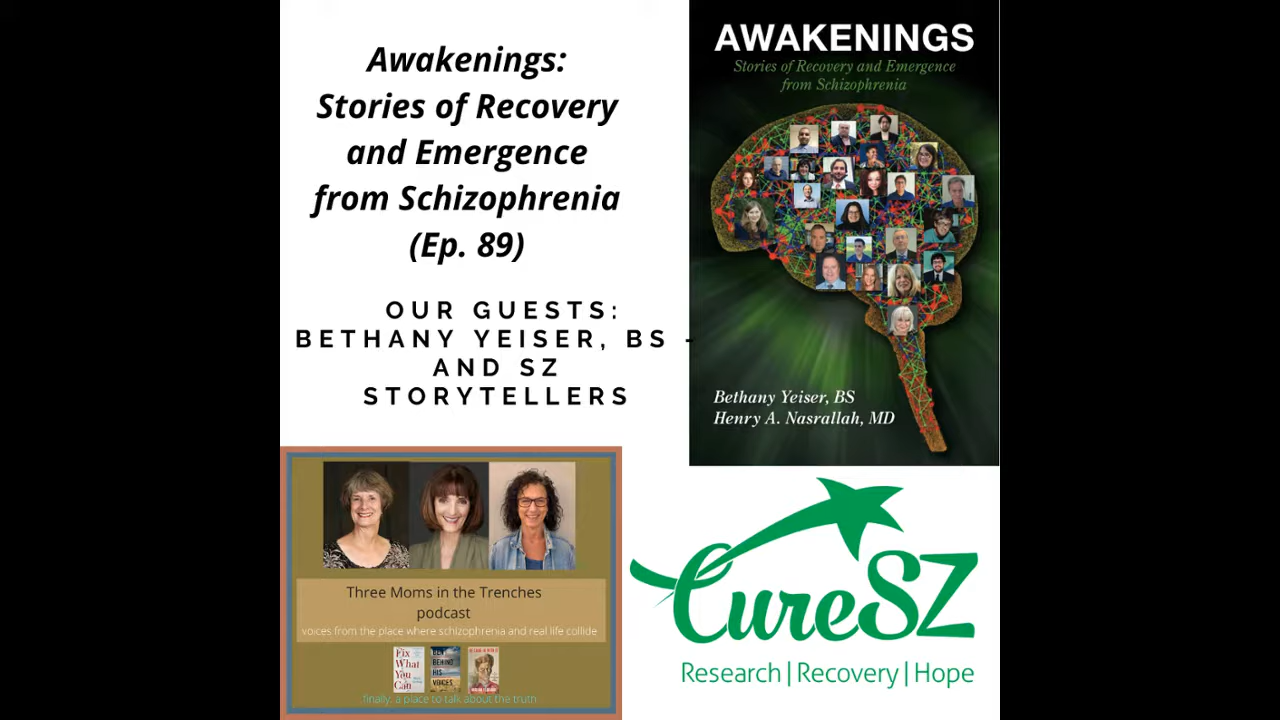 Awakenings:
Stories of Recovery
and Emergence
from Schizophrenia
(Ep. 89)
OUR GUESTS:
BETHANY YEISER, BS -
AND SZ
STORYTELLERS
AWAKENINGS
Stories of Recovery and Emergence
from Schizophrenia
Bethany Yeiser, BS
Henry A. Nasrallah, MD
Three Moms in the Trenches
podcast
voices from the place where schizophrenia and real life collide
Fix
What You
Can
BEHIND
HIS
VOICES
finally: a place to talk about the truth
CureSZ
Research|Recovery|Hope